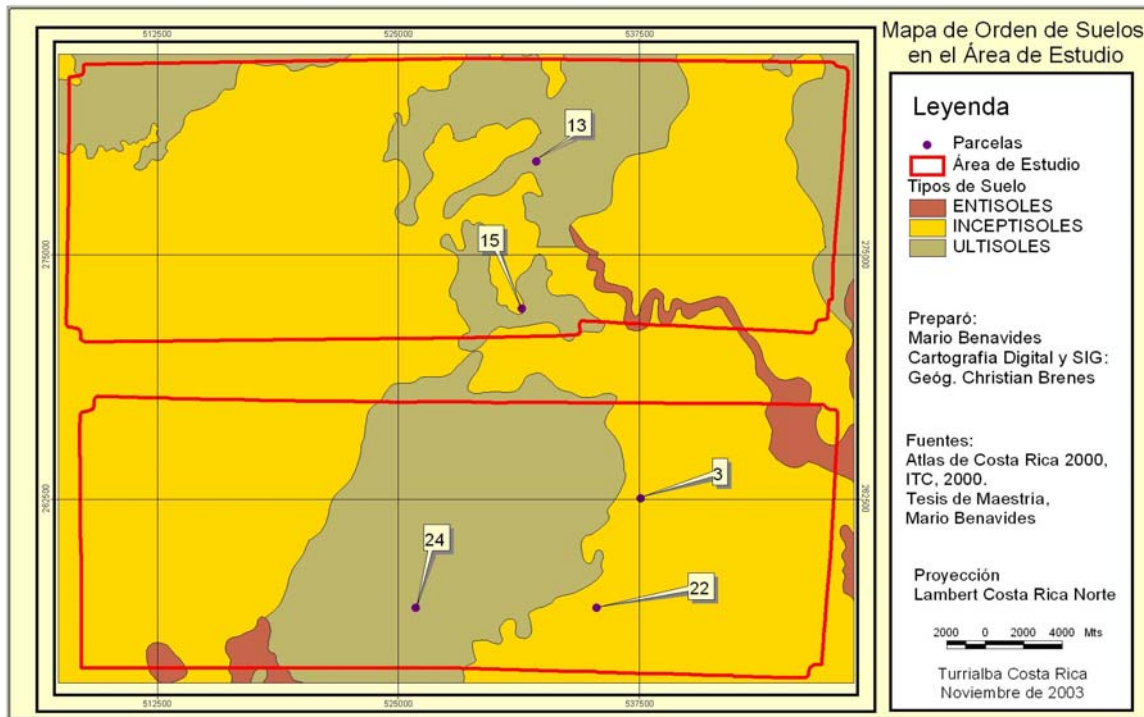 Mapa de Orden de Suelos
en el Área de Estudio
512500 525000 537500
275000 275000
262500 262500
512500 525000 537500
13
15
3
24
22
Leyenda
Parcelas
Área de Estudio
Tipos de Suelo
ENTISOLES
INCEPTISOLES
ULTISOLES
Preparó:
Mario Benavides
Cartografía Digital y SIG:
Geóg. Christian Brenes
Fuentes:
Atlas de Costa Rica 2000,
ITC, 2000.
Tesis de Maestria,
Mario Benavides
Proyección
Lambert Costa Rica Norte
2000 0 2000 4000 Mts
Turrialba Costa Rica
Noviembre de 2003